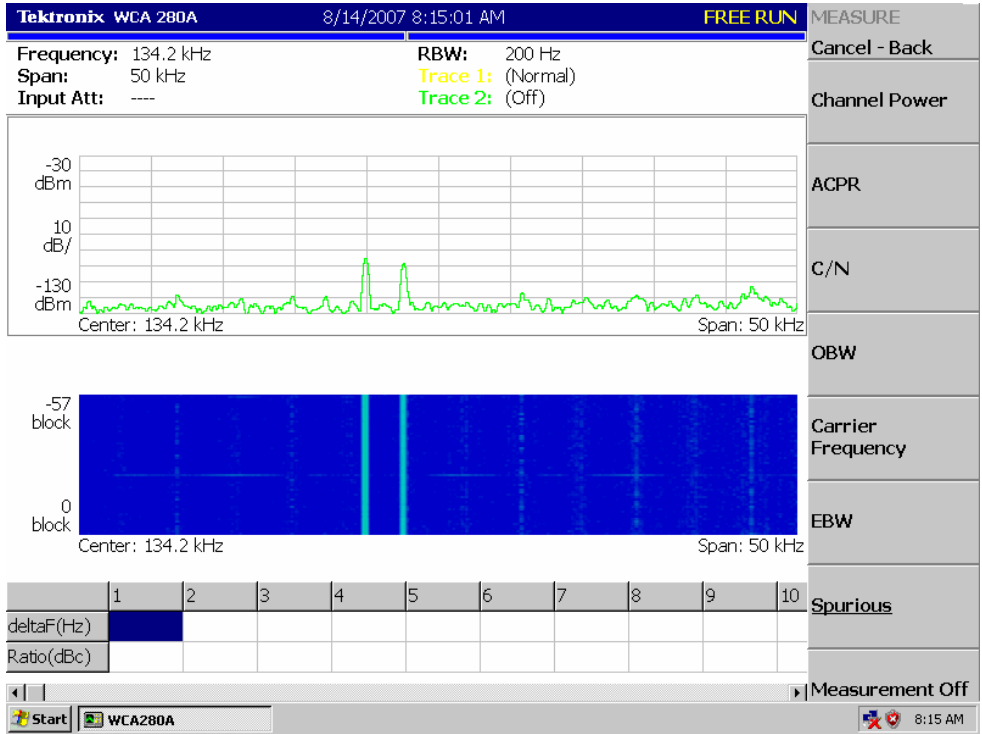 Tektronix WCA 280A 8/14/2007 8:15:01 AM FREE RUN
Frequency: 134.2 kHz RBW: 200 Hz
Span: 50 kHz Trace 1: (Normal)
Input Att: ---- Trace 2: (Off)
-30
dBm
10
dB/
-130
dBm
Center: 134.2 kHz Span: 50 kHz
-57
block
0
block
Center: 134.2 kHz Span: 50 kHz
1 2 3 4 5 6 7 8 9 10
deltaF(Hz)
Ratio(dBc)
MEASURE
Cancel - Back
Channel Power
ACPR
C/N
OBW
Carrier
Frequency
EBW
Spurious
Measurement Off
Start WCA280A 8:15 AM